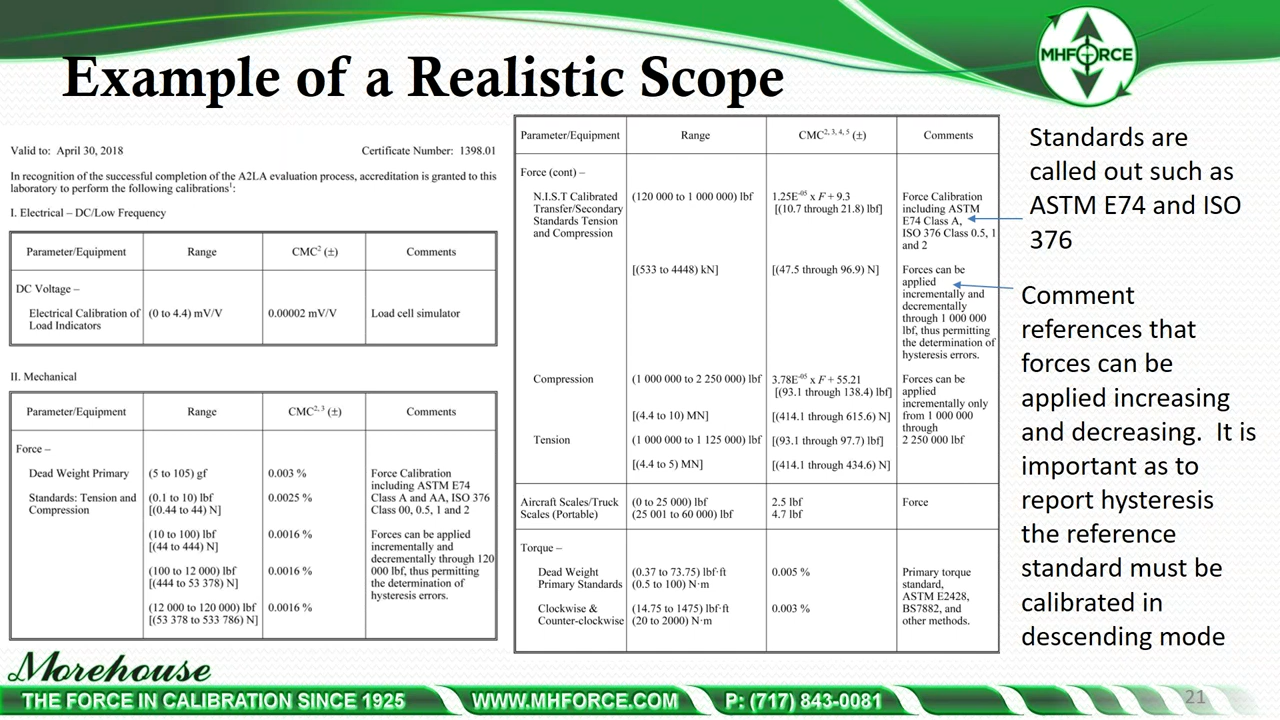 MHFORCE
Example of a Realistic Scope
Valid to: April 30, 2018
Certificate Number: 1398.01
In recognition of the successful completion of the A2LA evaluation process, accreditation is granted to this
laboratory to perform the following calibrations1:
I. Electrical – DC/Low Frequency
Parameter/Equipment Range CMC2 (±) Comments
DC Voltage –
Electrical Calibration of (0 to 4.4) mV/V 0.00002 mV/V Load cell simulator
Load Indicators
II. Mechanical
Parameter/Equipment Range CMC2, 3 (±) Comments
Force –
Dead Weight Primary (5 to 105) gf 0.003 % Force Calibration
including ASTM E74
Standards: Tension and (0.1 to 10) lbf 0.0025 % Class A and AA, ISO 376
Compression [(0.44 to 44) N] Class 00, 0.5, 1 and 2
(10 to 100) lbf 0.0016 % Forces can be applied
[(44 to 444) N] incrementally and
decrementally through 120
(100 to 12 000) lbf 0.0016 % 000 lbf, thus permitting
[(444 to 53 378) N] the determination of
hysteresis errors.
(12 000 to 120 000) lbf 0.0016 %
[(53 378 to 533 786) N]
Parameter/Equipment Range CMC2, 3, 4, 5 (±) Comments
Force (cont) –
N.I.S.T Calibrated (120 000 to 1 000 000) lbf 1.25E-05 x F + 9.3 Force Calibration
Transfer/Secondary [(10.7 through 21.8) lbf] including ASTM
Standards Tension E74 Class A,
and Compression ISO 376 Class 0.5, 1
and 2
[(533 to 4448) kN] [(47.5 through 96.9) N] Forces can be
applied
incrementally and
decrementally
through 1 000 000
lbf, thus permitting
the determination of
hysteresis errors.
Compression (1 000 000 to 2 250 000) lbf 3.78E-05 x F + 55.21 Forces can be
[(93.1 through 138.4) lbf] applied
incrementally only
[(4.4 to 10) MN] [(414.1 through 615.6) N] from 1 000 000
through
Tension (1 000 000 to 1 125 000) lbf [(93.1 through 97.7) lbf] 2 250 000 lbf
[(4.4 to 5) MN] [(414.1 through 434.6) N]
Aircraft Scales/Truck (0 to 25 000) lbf 2.5 lbf Force
Scales (Portable) (25 001 to 60 000) lbf 4.7 lbf
Torque –
Dead Weight (0.37 to 73.75) lbf·ft 0.005 % Primary torque
Primary Standards (0.5 to 100) N·m standard,
ASTM E2428,
Clockwise & (14.75 to 1475) lbf·ft 0.003 % BS7882, and
Counter-clockwise (20 to 2000) N·m other methods.
Standards are
called out such as
ASTM E74 and ISO
376
Comment
references that
forces can be
applied increasing
and decreasing. It is
important as to
report hysteresis
the reference
standard must be
calibrated in
descending mode
Morehouse
THE FORCE IN CALIBRATION SINCE 1925 WWW.MHFORCE.COM P: (717) 843-0081
21